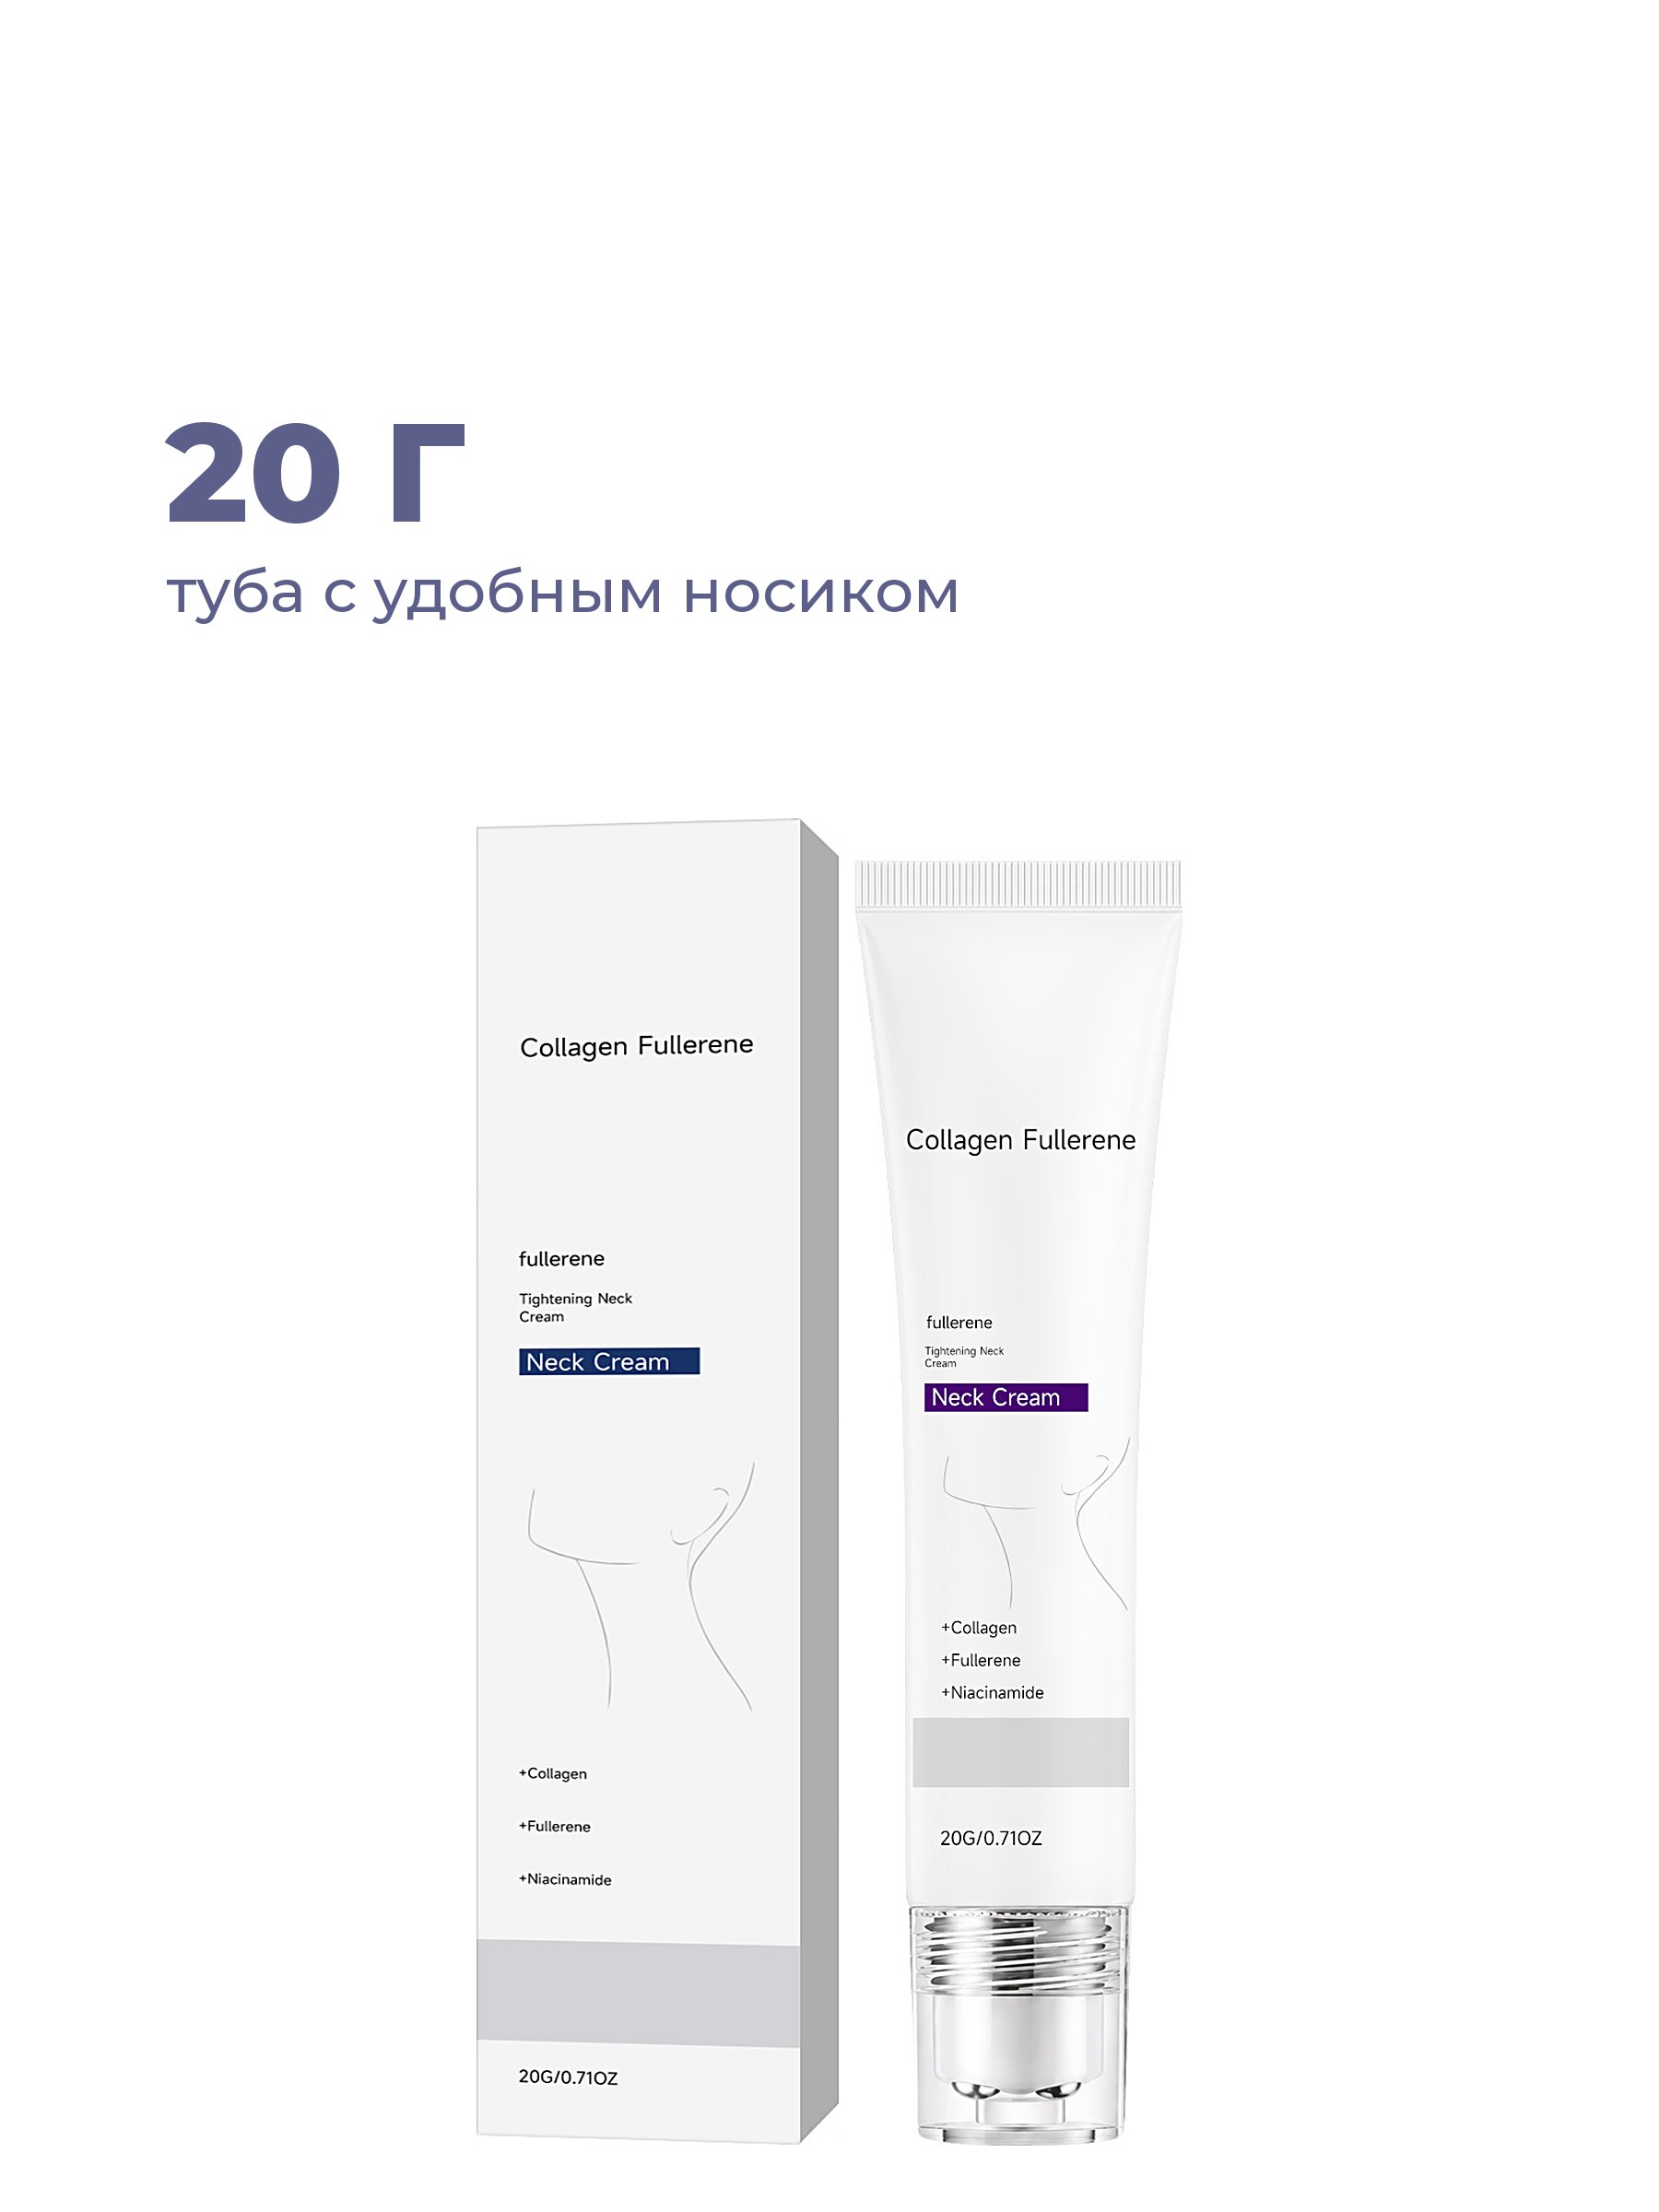 20 Г
туба с удобным носиком
Collagen Fullerene
fullerene
Tightening Neck
Cream
Neck Cream
+Collagen
+Fullerene
+Niacinamide
20G/0.71OZ
Collagen Fullerene
fullerene
Tightening Neck
Cream
Neck Cream
+Collagen
+Fullerene
+Niacinamide
20G/0.71OZ